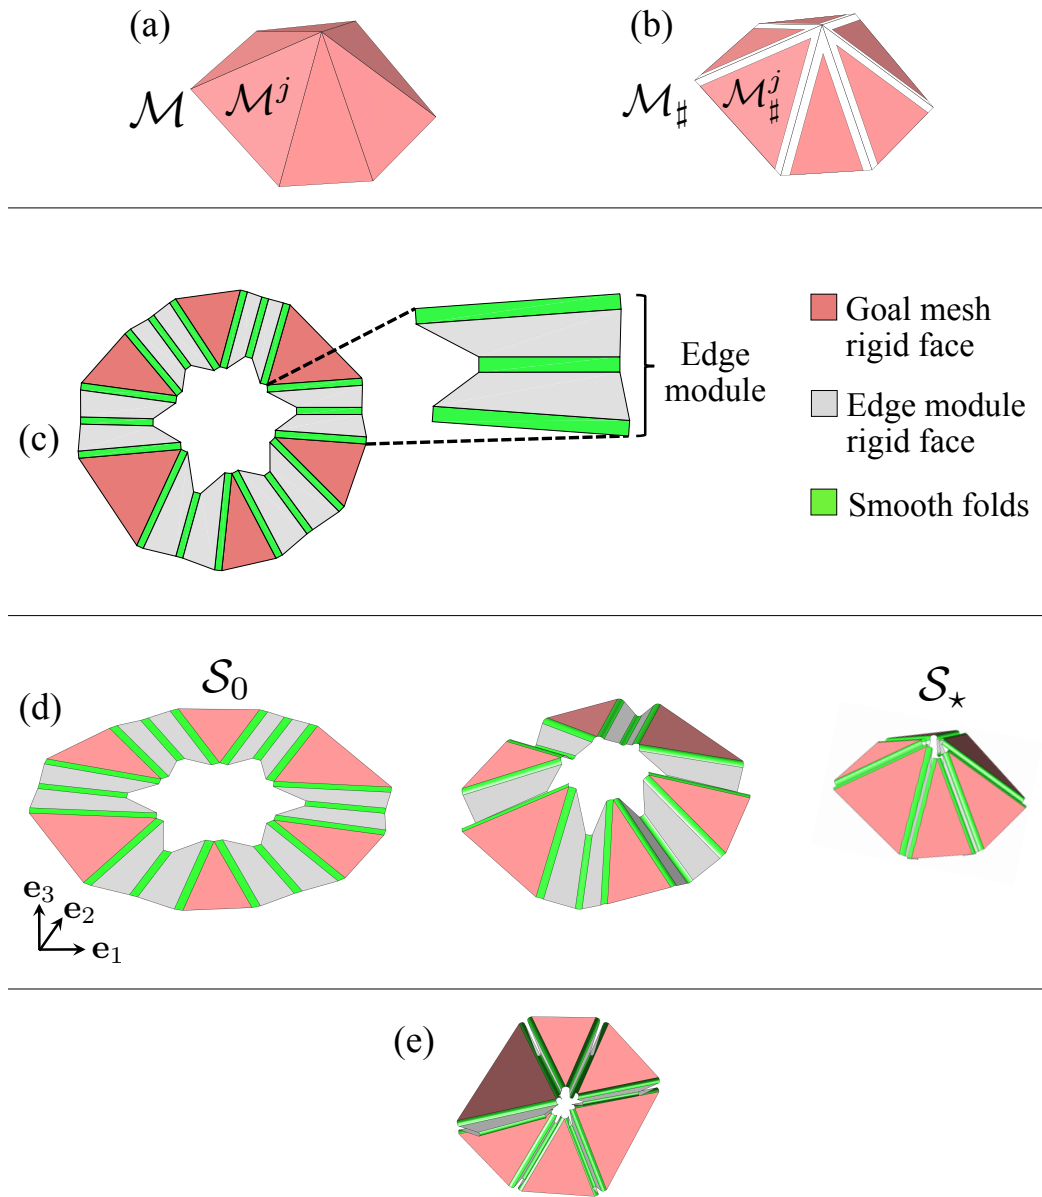 (a)
ℳ
ℳ^j
(b)
ℳ_♯
ℳ_♯^j
(c)
Edge
module
Goal mesh
rigid face
Edge module
rigid face
Smooth folds
(d)
𝒮_0
𝒮_⋆
e_3
e_2
e_1
(e)